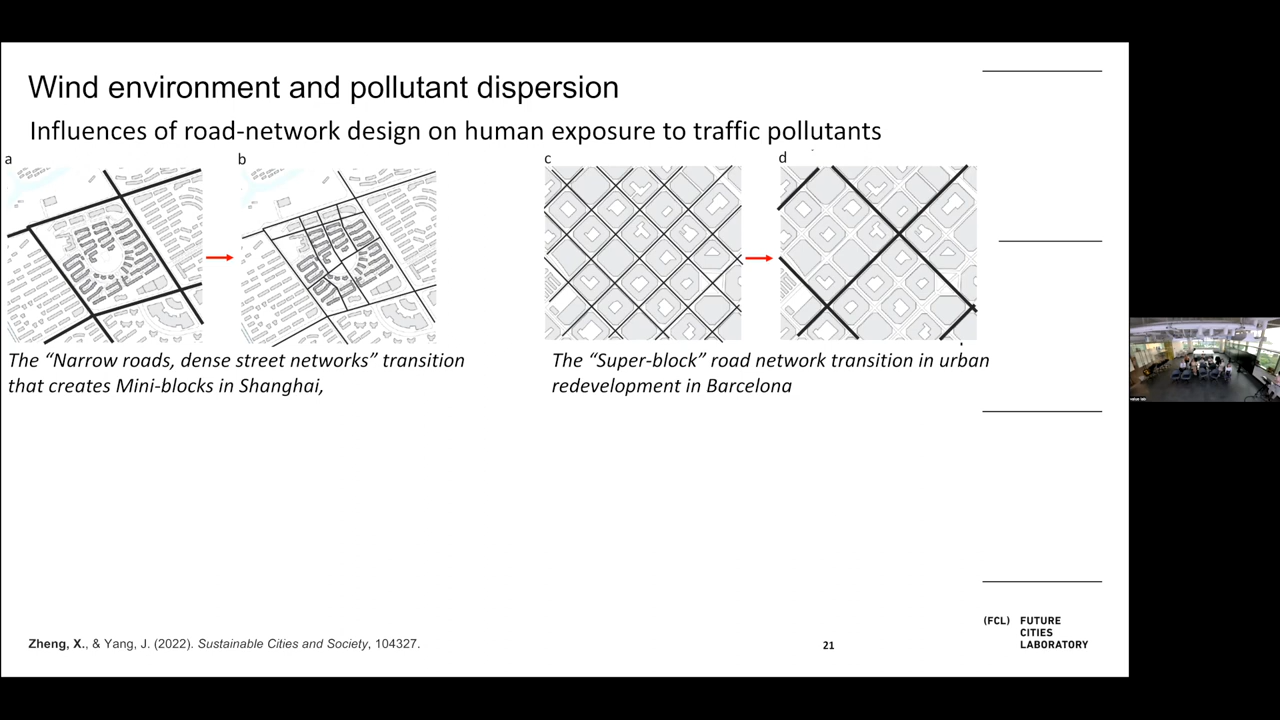 Wind environment and pollutant dispersion
Influences of road-network design on human exposure to traffic pollutants
a
b
c
d
The “Narrow roads, dense street networks” transition
that creates Mini-blocks in Shanghai,
The “Super-block” road network transition in urban
redevelopment in Barcelona
Zheng, X., & Yang, J. (2022). Sustainable Cities and Society, 104327.
21
(FCL) FUTURE
CITIES
LABORATORY